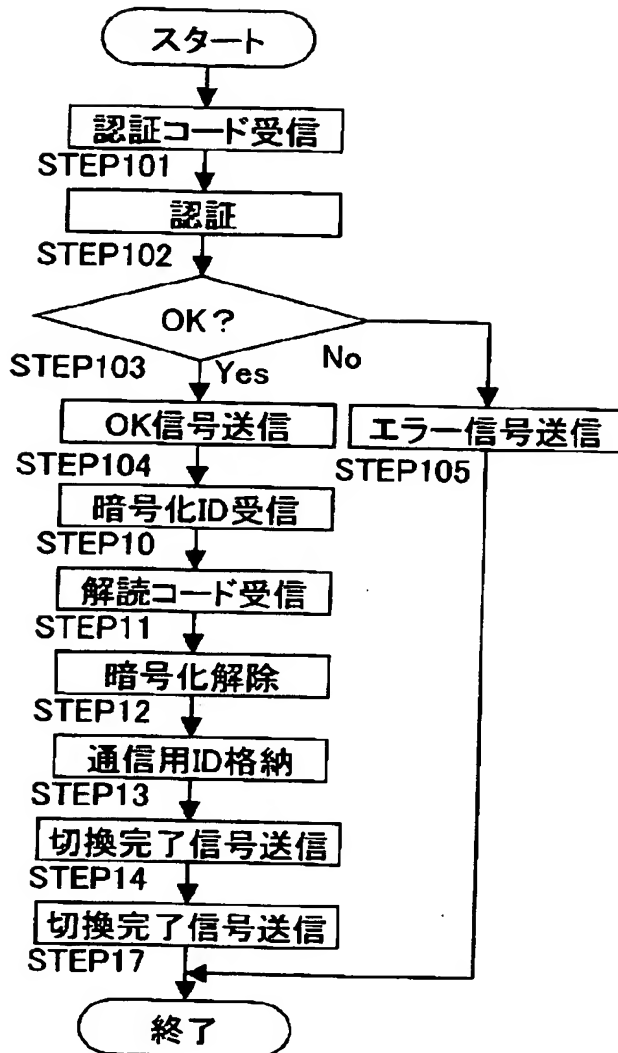 スタート
認証コード受信
STEP101
認証
STEP102
OK?
STEP103
Yes
No
OK信号送信
STEP104
エラー信号送信
STEP105
暗号化ID受信
STEP10
解読コード受信
STEP11
暗号化解除
STEP12
通信用ID格納
STEP13
切換完了信号送信
STEP14
切換完了信号送信
STEP17
終了